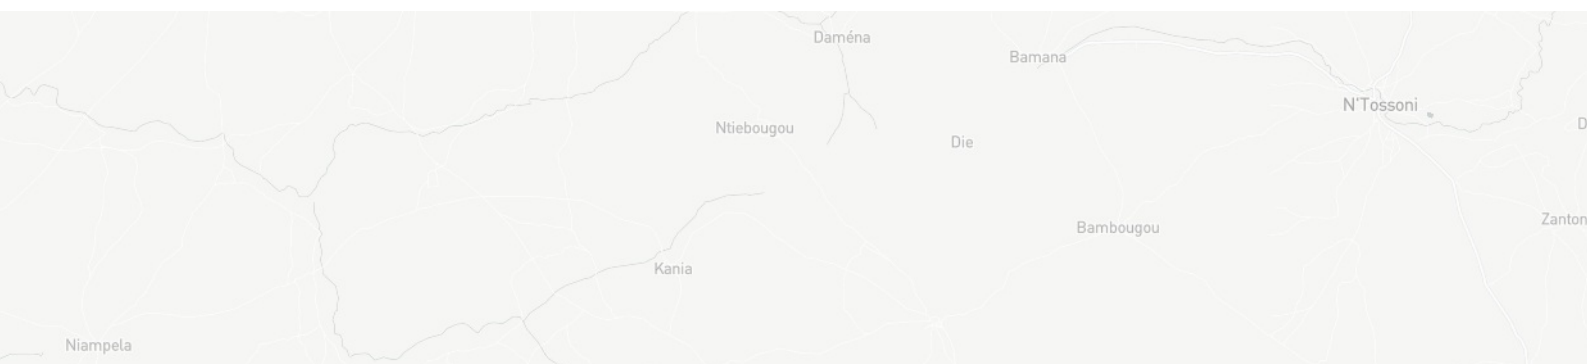 Daména
Bamana
N'Tossoni
Ntiebougou
D
Die
Zanton
Bambougou
Kania
Niampela